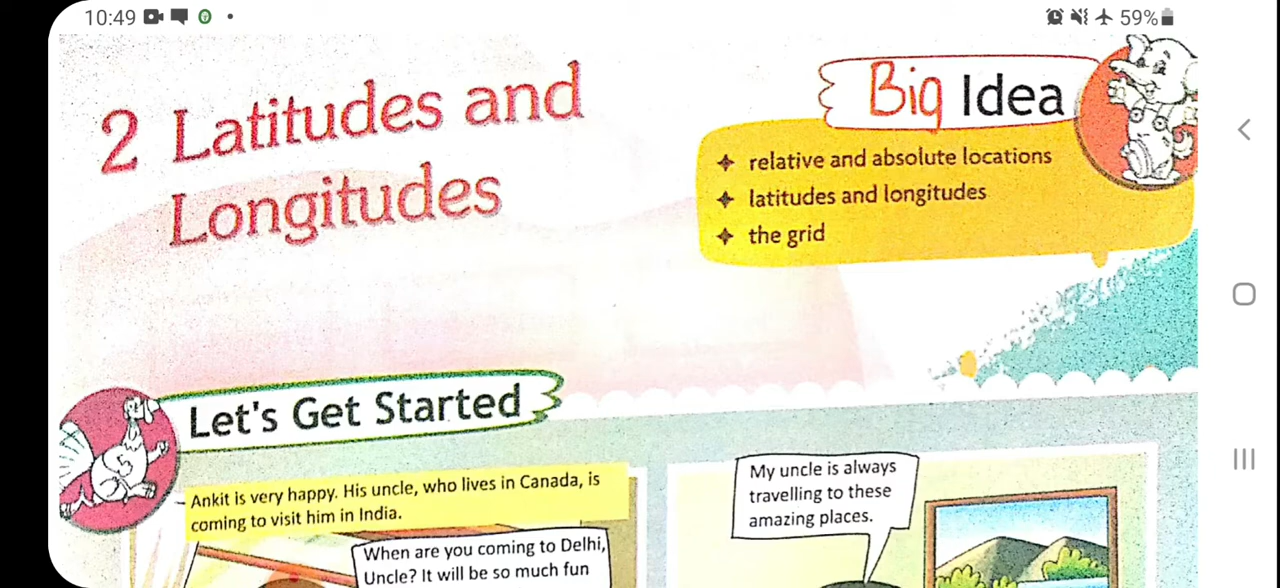 10:49
59%
2 Latitudes and
Longitudes
Big Idea
relative and absolute locations
latitudes and longitudes
the grid
Let's Get Started
Ankit is very happy. His uncle, who lives in Canada, is
coming to visit him in India.
When are you coming to Delhi,
Uncle? It will be so much fun
My uncle is always
travelling to these
amazing places.